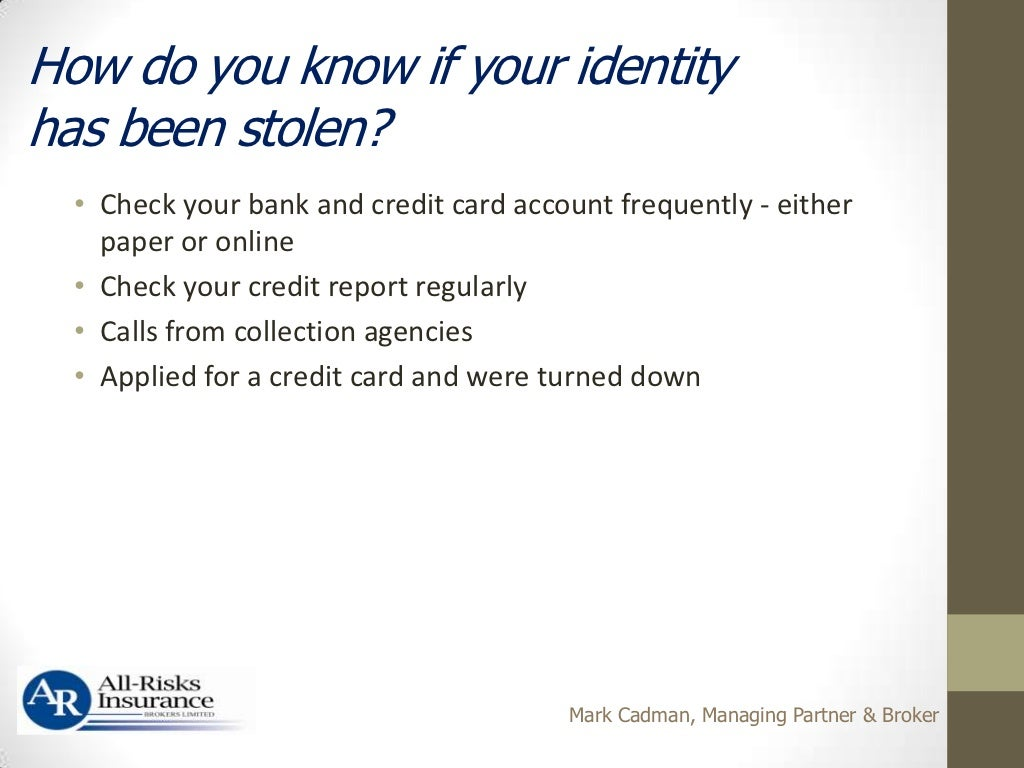 How do you know if your identity
has been stolen?
• Check your bank and credit card account frequently - either
paper or online
• Check your credit report regularly
• Calls from collection agencies
• Applied for a credit card and were turned down
AR
All-Risks
Insurance
BROKERS LIMITED
Mark Cadman, Managing Partner & Broker